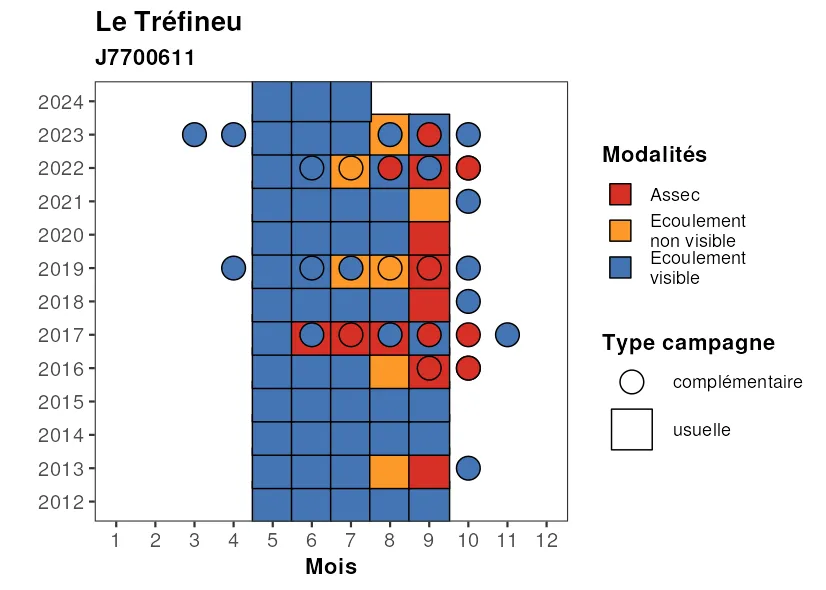 Le Tréfineu
J7700611
2024
2023
2022
2021
2020
2019
2018
2017
2016
2015
2014
2013
2012
1 2 3 4 5 6 7 8 9 10 11 12
Mois
Modalités
Assec
Ecoulement
non visible
Ecoulement
visible
Type campagne
complémentaire
usuelle